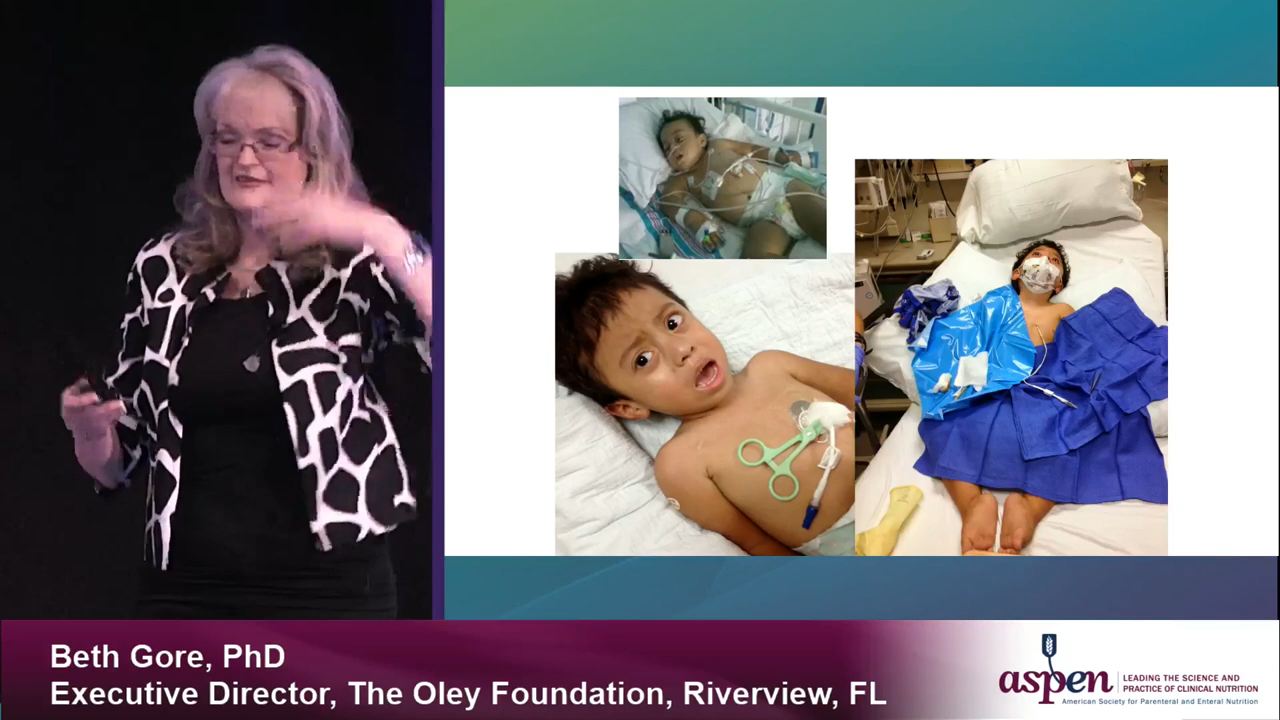 Beth Gore, PhD
Executive Director, The Oley Foundation, Riverview, FL
aspen
LEADING THE SCIENCE AND
PRACTICE OF CLINICAL NUTRITION
American Society for Parenteral and Enteral Nutrition